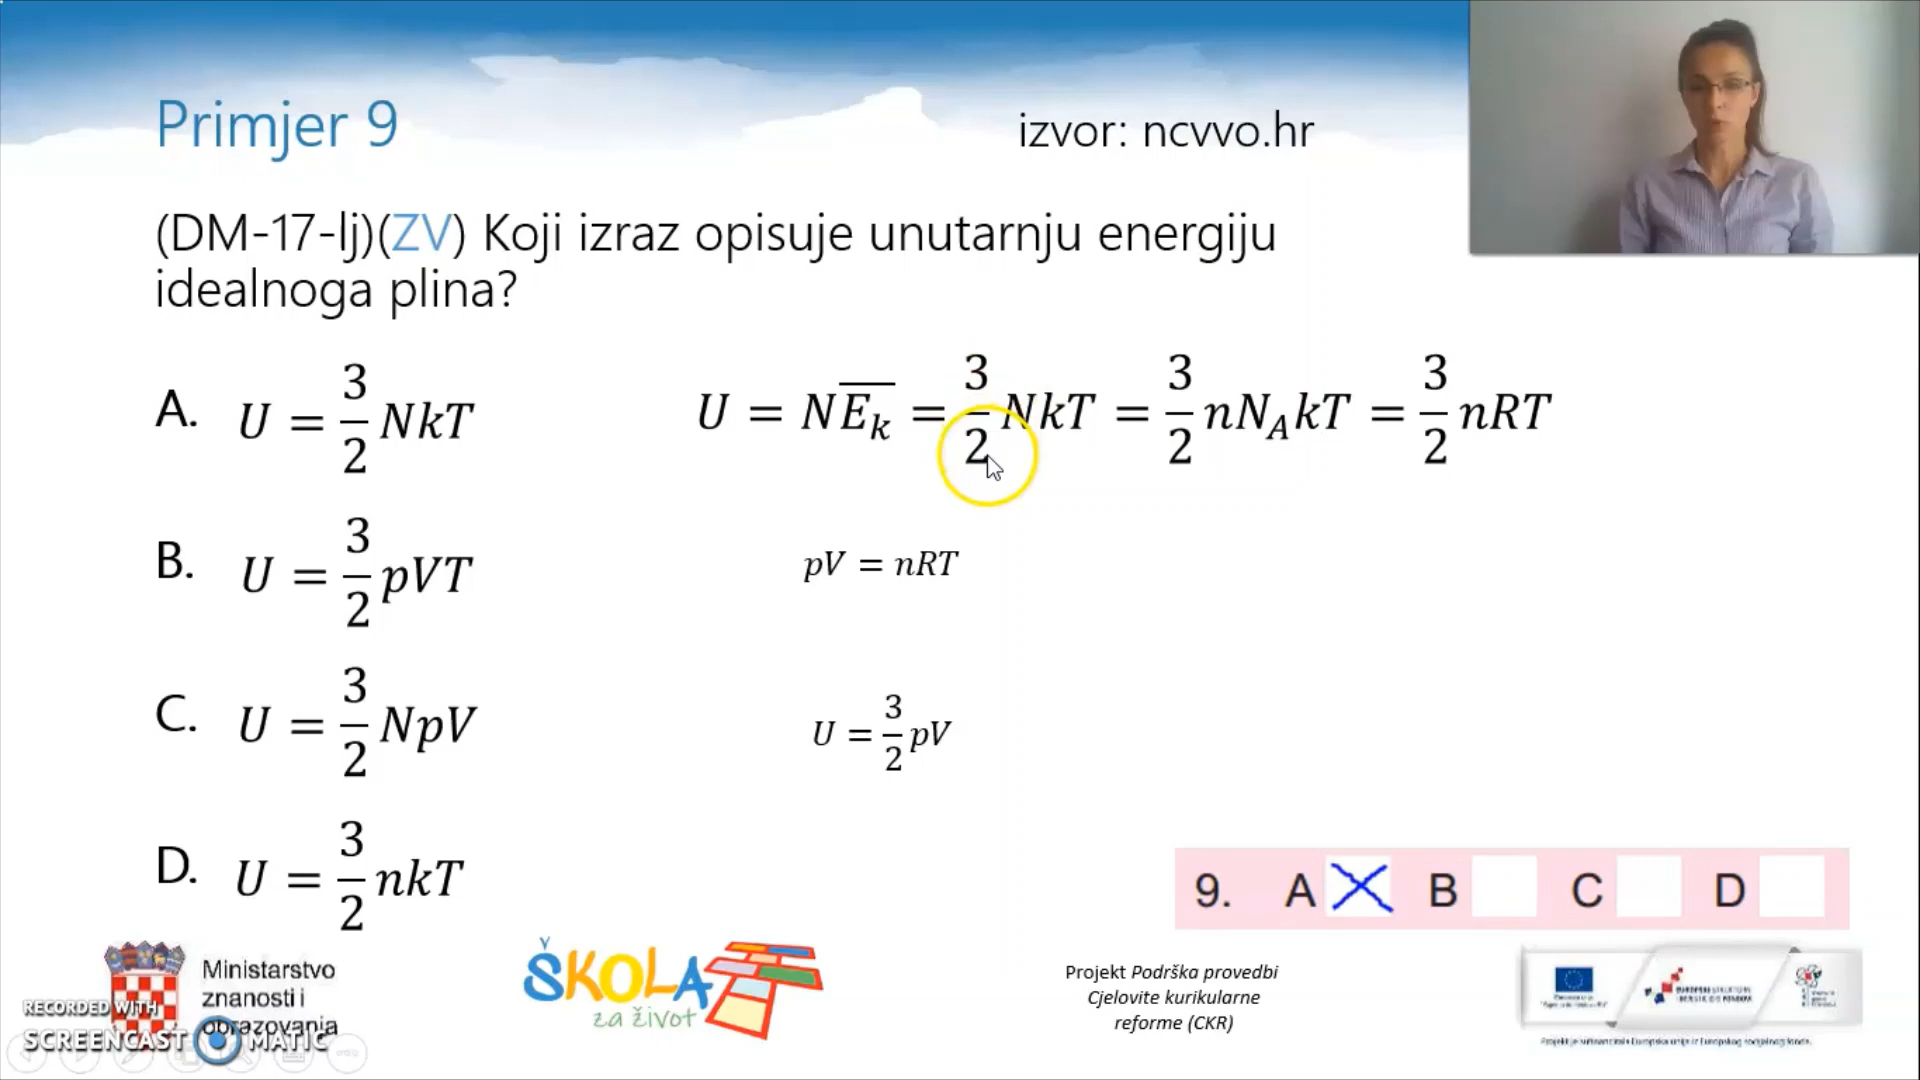 Primjer 9
izvor: ncvvo.hr
(DM-17-lj)(ZV) Koji izraz opisuje unutarnju energiju
idealnoga plina?
A. U = 3/2 NkT
U = NE̅ₖ = 3/2 NkT = 3/2 nN_AkT = 3/2 nRT
B. U = 3/2 pVT
pV = nRT
C. U = 3/2 NpV
U = 3/2 pV
D. U = 3/2 nkT
9. A X B C D
Ministarstvo
znanosti i
obrazovanja
RECORDED WITH
SCREENCAST MATIC
ŠKOLA
za život
Projekt Podrška provedbi
Cjelovite kurikularne
reforme (CKR)